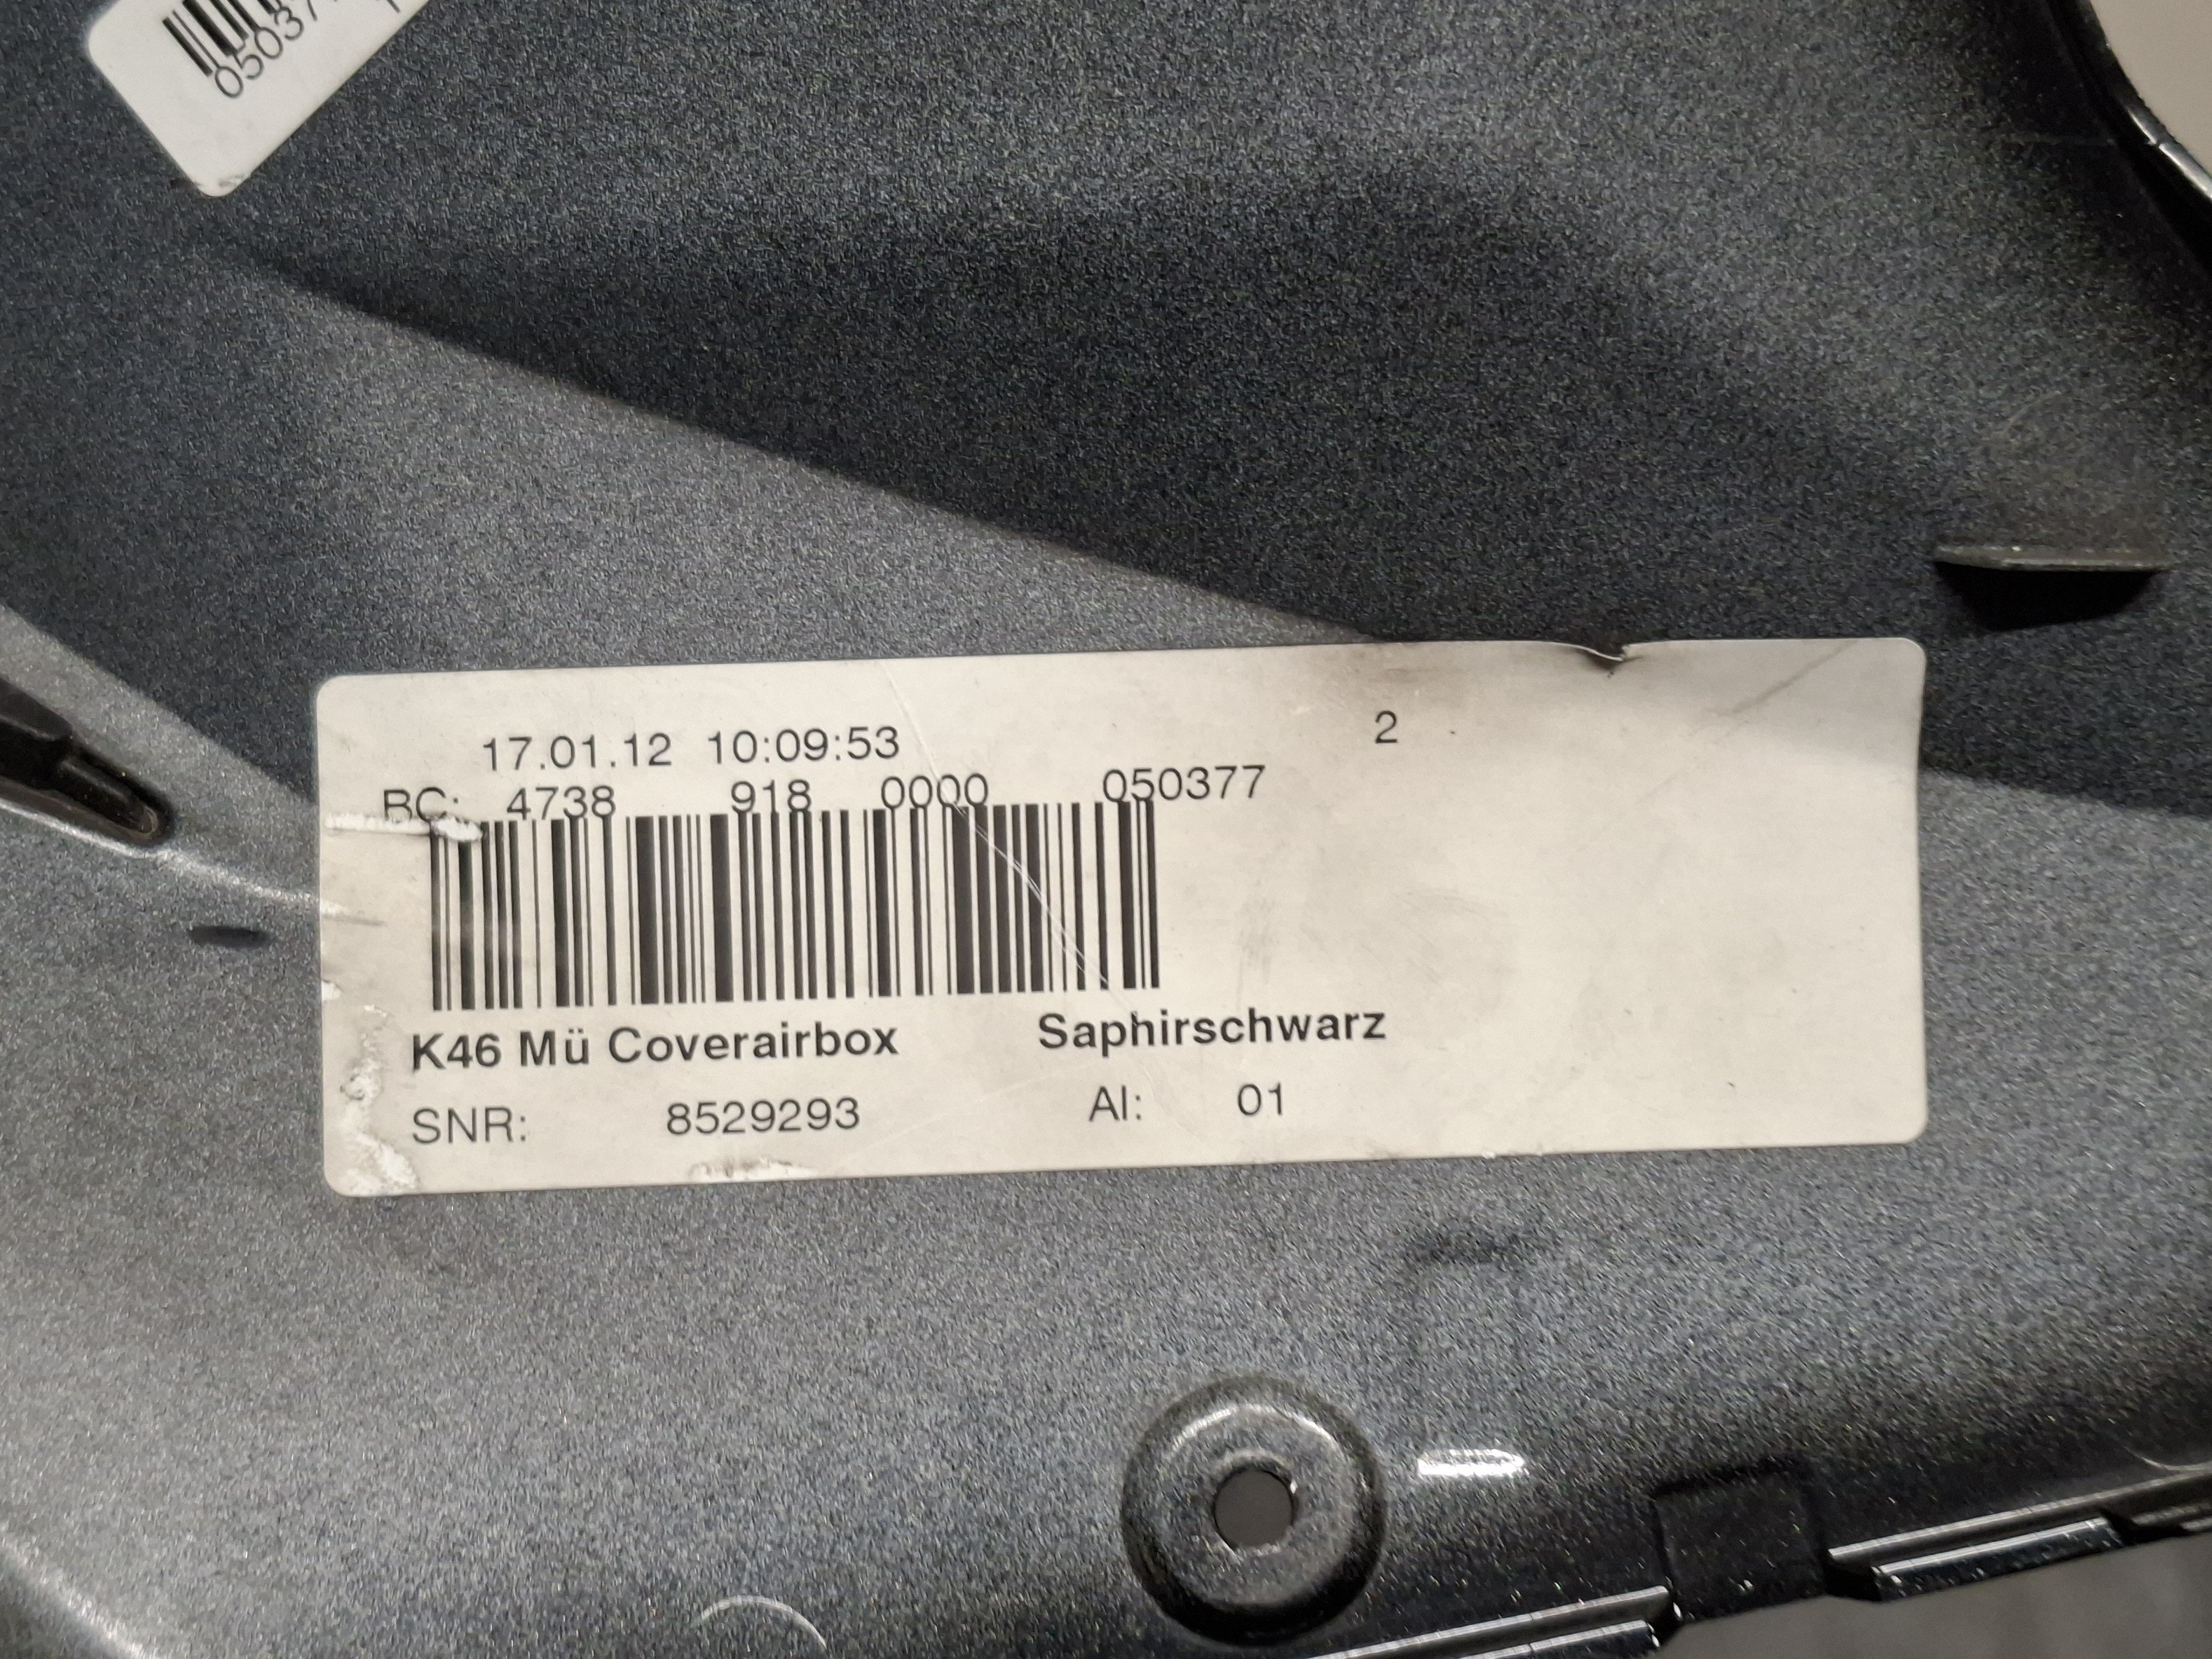 05037
17.01.12 10:09:53 2
BC: 4738 918 0000 050377
K46 Mü Coverairbox Saphirschwarz
SNR: 8529293 AI: 01